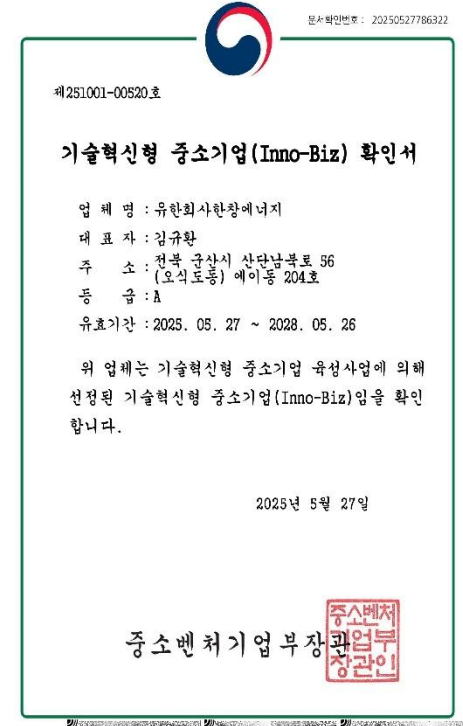 문서확인번호 : 20250527786322
제251001-00520호
기술혁신형 중소기업(Inno-Biz) 확인서
업 체 명 : 유한회사한창에너지
대 표 자 : 김규환
주 소 : 전북 군산시 산단남북로 56
(오식도동) 에이동 204호
등 급 : A
유효기간 : 2025. 05. 27 ~ 2028. 05. 26
위 업체는 기술혁신형 중소기업 육성사업에 의해
선정된 기술혁신형 중소기업(Inno-Biz)임을 확인
합니다.
2025년 5월 27일
중소벤처기업부장관
중소벤처
기업부
장관인